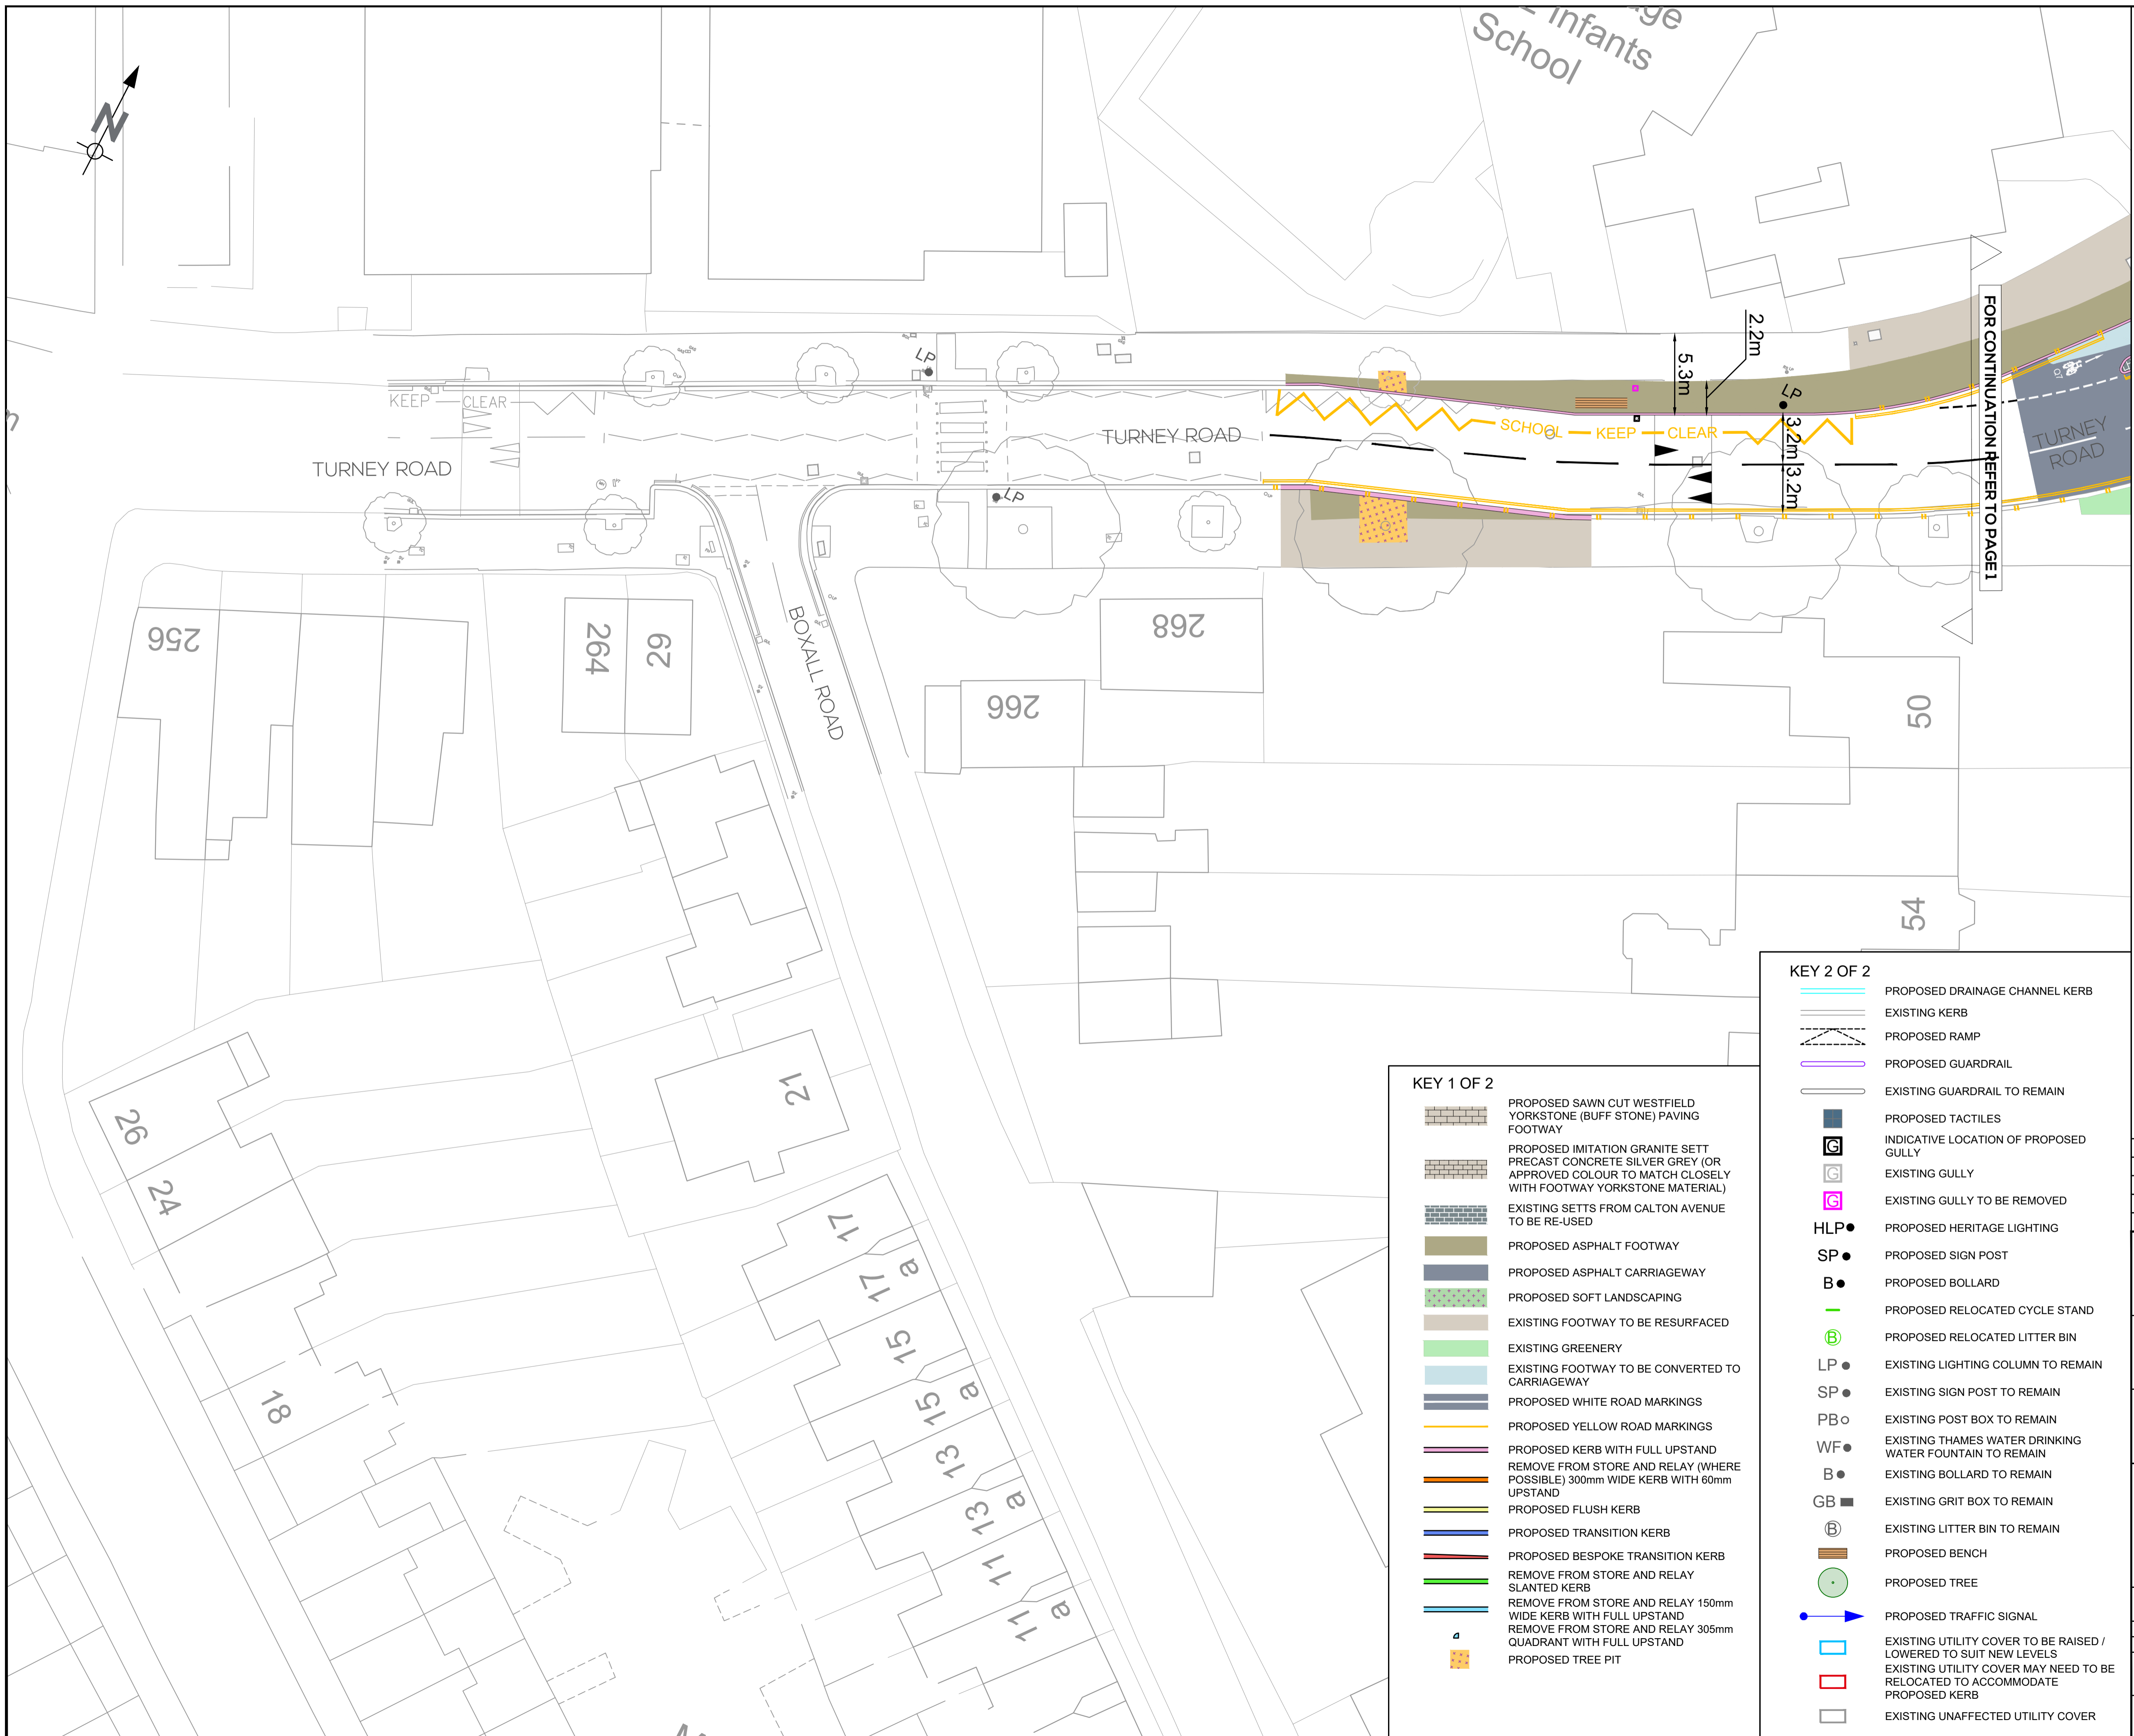 Infants
School
N
2.2m
5.3m
LP
LP
KEEP CLEAR
SCHOOL KEEP CLEAR
3.2m
3.2m
TURNEY ROAD
TURNEY ROAD
TURNEY
ROAD
LP
FOR CONTINUATION REFER TO PAGE 1
BOXALL ROAD
256
264
29
268
266
50
54
21
26
24
18
17
a
17
15
a
15
13
a
13
11
a
11
KEY 1 OF 2
PROPOSED SAWN CUT WESTFIELD
YORKSTONE (BUFF STONE) PAVING
FOOTWAY
PROPOSED IMITATION GRANITE SETT
PRECAST CONCRETE SILVER GREY (OR
APPROVED COLOUR TO MATCH CLOSELY
WITH FOOTWAY YORKSTONE MATERIAL)
EXISTING SETTS FROM CALTON AVENUE
TO BE RE-USED
PROPOSED ASPHALT FOOTWAY
PROPOSED ASPHALT CARRIAGEWAY
PROPOSED SOFT LANDSCAPING
EXISTING FOOTWAY TO BE RESURFACED
EXISTING GREENERY
EXISTING FOOTWAY TO BE CONVERTED TO
CARRIAGEWAY
PROPOSED WHITE ROAD MARKINGS
PROPOSED YELLOW ROAD MARKINGS
PROPOSED KERB WITH FULL UPSTAND
REMOVE FROM STORE AND RELAY (WHERE
POSSIBLE) 300mm WIDE KERB WITH 60mm
UPSTAND
PROPOSED FLUSH KERB
PROPOSED TRANSITION KERB
PROPOSED BESPOKE TRANSITION KERB
REMOVE FROM STORE AND RELAY
SLANTED KERB
REMOVE FROM STORE AND RELAY 150mm
WIDE KERB WITH FULL UPSTAND
REMOVE FROM STORE AND RELAY 305mm
QUADRANT WITH FULL UPSTAND
PROPOSED TREE PIT
KEY 2 OF 2
PROPOSED DRAINAGE CHANNEL KERB
EXISTING KERB
PROPOSED RAMP
PROPOSED GUARDRAIL
EXISTING GUARDRAIL TO REMAIN
PROPOSED TACTILES
G INDICATIVE LOCATION OF PROPOSED
GULLY
G EXISTING GULLY
G EXISTING GULLY TO BE REMOVED
HLP PROPOSED HERITAGE LIGHTING
SP PROPOSED SIGN POST
B PROPOSED BOLLARD
PROPOSED RELOCATED CYCLE STAND
B PROPOSED RELOCATED LITTER BIN
LP EXISTING LIGHTING COLUMN TO REMAIN
SP EXISTING SIGN POST TO REMAIN
PB EXISTING POST BOX TO REMAIN
WF EXISTING THAMES WATER DRINKING
WATER FOUNTAIN TO REMAIN
B EXISTING BOLLARD TO REMAIN
GB EXISTING GRIT BOX TO REMAIN
B EXISTING LITTER BIN TO REMAIN
PROPOSED BENCH
PROPOSED TREE
PROPOSED TRAFFIC SIGNAL
EXISTING UTILITY COVER TO BE RAISED /
LOWERED TO SUIT NEW LEVELS
EXISTING UTILITY COVER MAY NEED TO BE
RELOCATED TO ACCOMMODATE
PROPOSED KERB
EXISTING UNAFFECTED UTILITY COVER